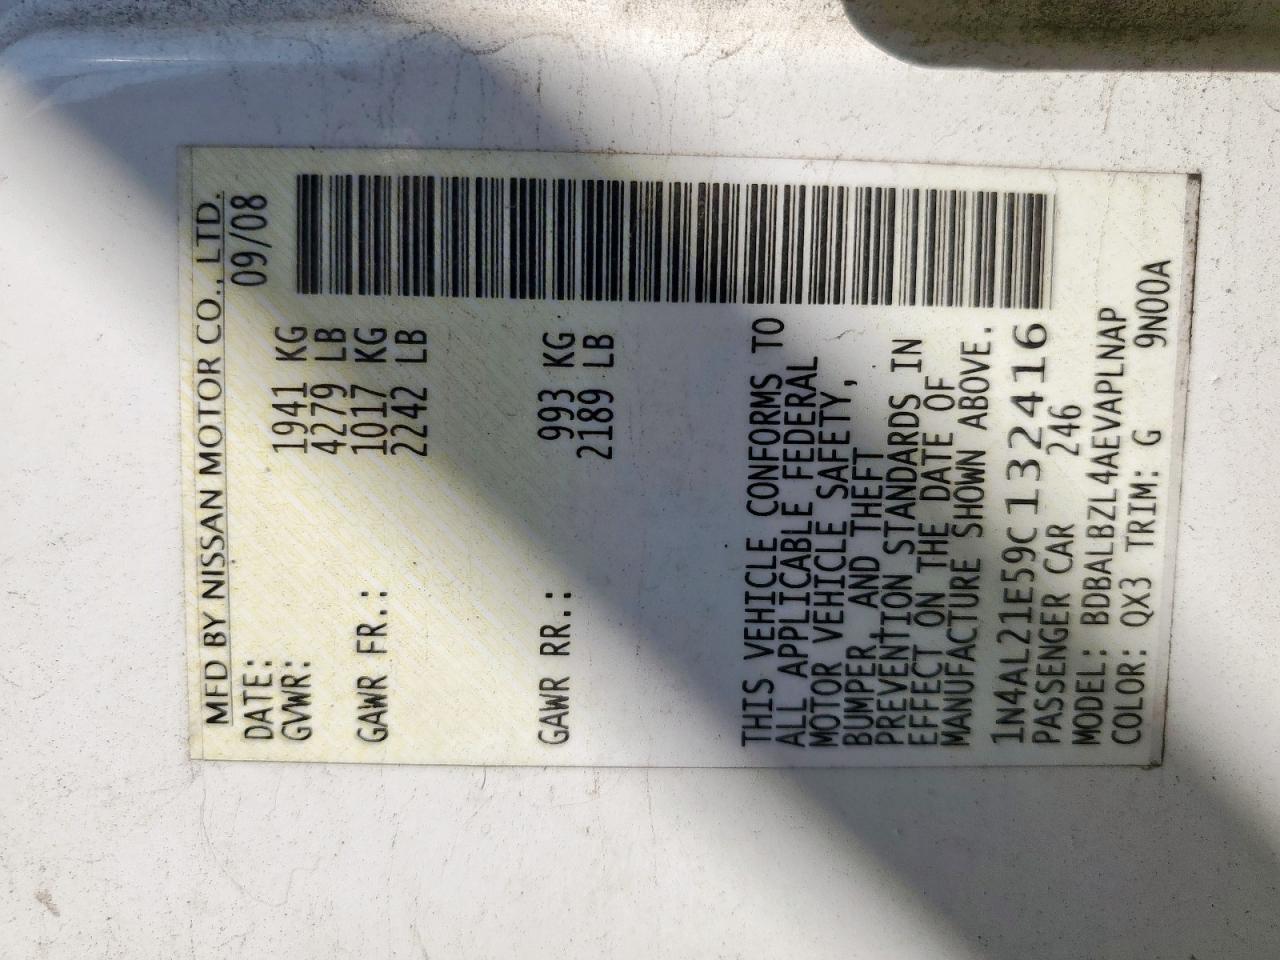 MFD BY NISSAN MOTOR CO., LTD.
DATE: 09/08
GVWR: 1941 KG
4279 LB
GAWR FR.: 1017 KG
2242 LB
GAWR RR.: 993 KG
2189 LB
THIS VEHICLE CONFORMS TO
ALL APPLICABLE FEDERAL
MOTOR VEHICLE SAFETY,
BUMPER, AND THEFT
PREVENTION STANDARDS IN
EFFECT ON THE DATE OF
MANUFACTURE SHOWN ABOVE.
1N4AL21E59C132416
PASSENGER CAR 246
MODEL: BDBALBZL4AEVAPLNAP
COLOR: QX3 TRIM: G 9N00A